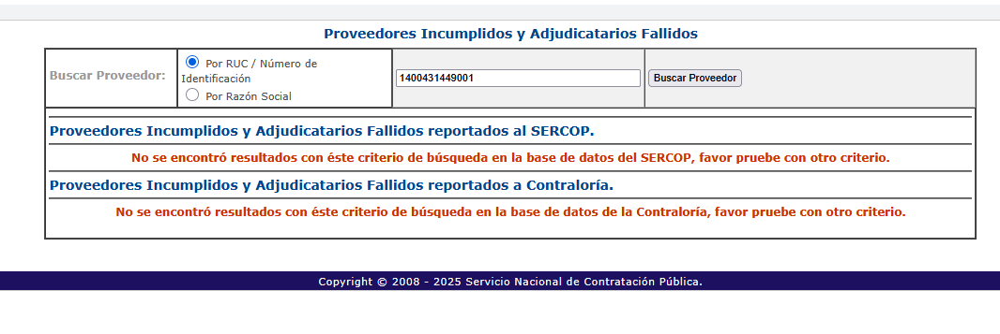 Proveedores Incumplidos y Adjudicatarios Fallidos
Buscar Proveedor:
Por RUC / Número de
Identificación
Por Razón Social
1400431449001
Buscar Proveedor
Proveedores Incumplidos y Adjudicatarios Fallidos reportados al SERCOP.
No se encontró resultados con éste criterio de búsqueda en la base de datos del SERCOP, favor pruebe con otro criterio.
Proveedores Incumplidos y Adjudicatarios Fallidos reportados a Contraloría.
No se encontró resultados con éste criterio de búsqueda en la base de datos de la Contraloría, favor pruebe con otro criterio.
Copyright © 2008 - 2025 Servicio Nacional de Contratación Pública.